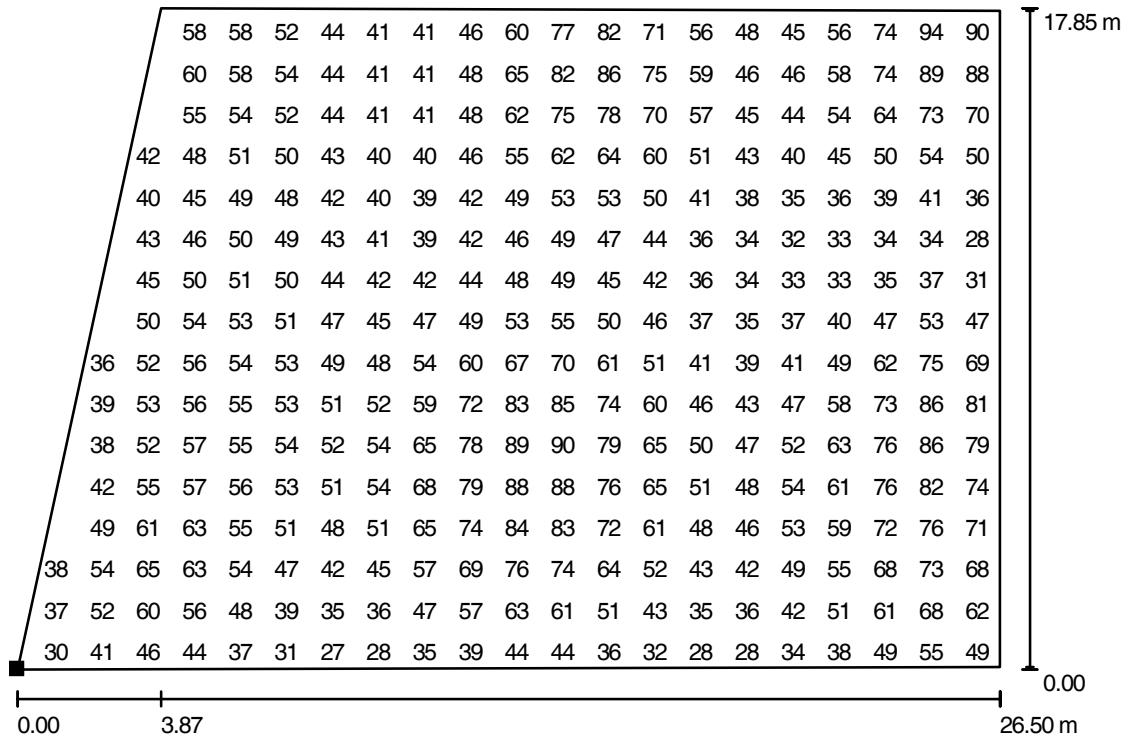 58 58 52 44 41 41 46 60 77 82 71 56 48 45 56 74 94 90 17.85 m
60 58 54 44 41 41 48 65 82 86 75 59 46 46 58 74 89 88
55 54 52 44 41 41 48 62 75 78 70 57 45 44 54 64 73 70
42 48 51 50 43 40 40 46 55 62 64 60 51 43 40 45 50 54 50
40 45 49 48 42 40 39 42 49 53 53 50 41 38 35 36 39 41 36
43 46 50 49 43 41 39 42 46 49 47 44 36 34 32 33 34 34 28
45 50 51 50 44 42 42 44 48 49 45 42 36 34 33 33 35 37 31
50 54 53 51 47 45 47 49 53 55 50 46 37 35 37 40 47 53 47
36 52 56 54 53 49 48 54 60 67 70 61 51 41 39 41 49 62 75 69
39 53 56 55 53 51 52 59 72 83 85 74 60 46 43 47 58 73 86 81
38 52 57 55 54 52 54 65 78 89 90 79 65 50 47 52 63 76 86 79
42 55 57 56 53 51 54 68 79 88 88 76 65 51 48 54 61 76 82 74
49 61 63 55 51 48 51 65 74 84 83 72 61 48 46 53 59 72 76 71
38 54 65 63 54 47 42 45 57 69 76 74 64 52 43 42 49 55 68 73 68
37 52 60 56 48 39 35 36 47 57 63 61 51 43 35 36 42 51 61 68 62
30 41 46 44 37 31 27 28 35 39 44 44 36 32 28 28 34 38 49 55 49
0.00
0.00 3.87 26.50 m